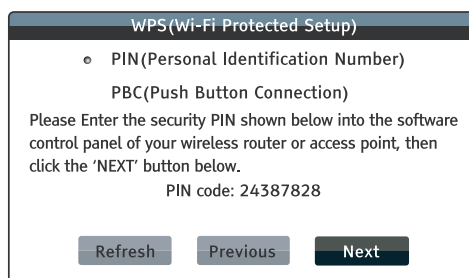 WPS(Wi-Fi Protected Setup)
PIN(Personal Identification Number)
PBC(Push Button Connection)
Please Enter the security PIN shown below into the software
control panel of your wireless router or access point, then
click the ‘NEXT’ button below.
PIN code: 24387828
Refresh Previous Next